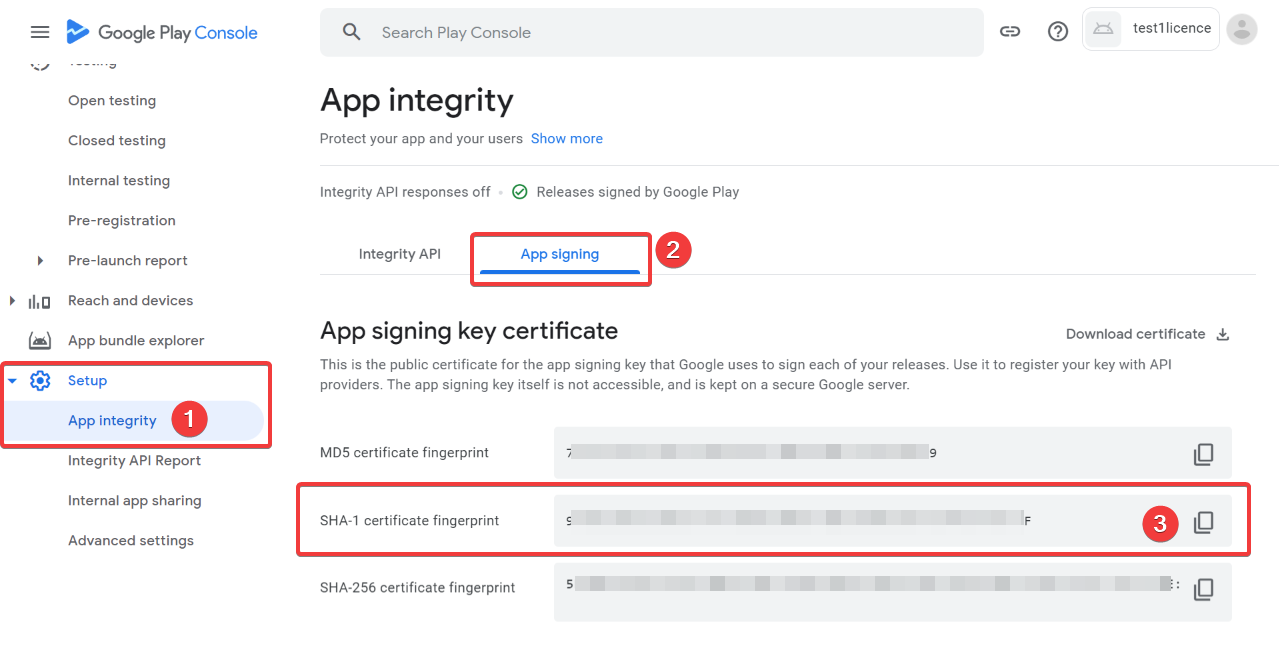 Google Play Console
Search Play Console
test1licence
Testing
Open testing
Closed testing
Internal testing
Pre-registration
Pre-launch report
Reach and devices
App bundle explorer
Setup
App integrity
1
Integrity API Report
Internal app sharing
Advanced settings
App integrity
Protect your app and your users Show more
Integrity API responses off • Releases signed by Google Play
Integrity API
App signing
2
App signing key certificate
Download certificate
This is the public certificate for the app signing key that Google uses to sign each of your releases. Use it to register your key with API
providers. The app signing key itself is not accessible, and is kept on a secure Google server.
MD5 certificate fingerprint
7 9
SHA-1 certificate fingerprint
9 F
3
SHA-256 certificate fingerprint
5 :